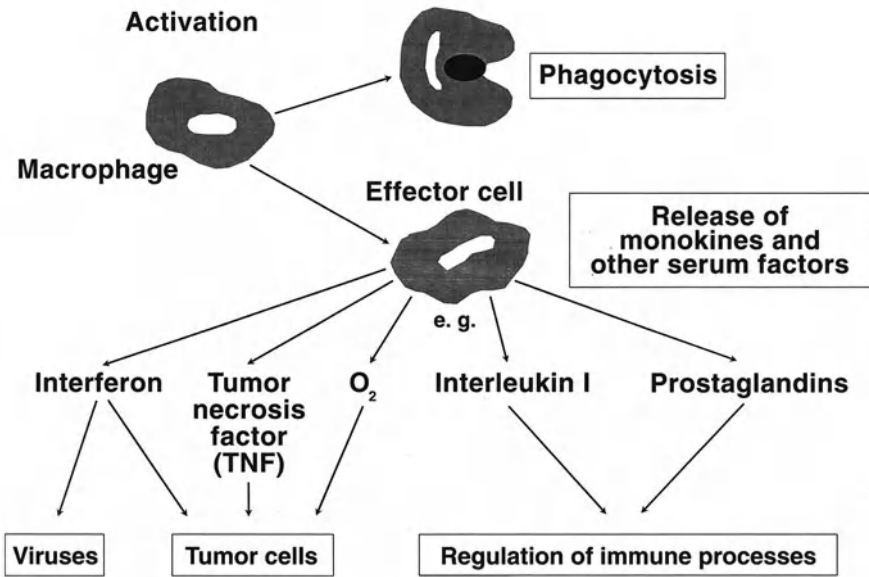 Activation
Phagocytosis
Macrophage
Effector cell
Release of
monokines and
other serum factors
e. g.
Interferon
Tumor
necrosis
factor
(TNF)
O₂
Interleukin I
Prostaglandins
Viruses
Tumor cells
Regulation of immune processes